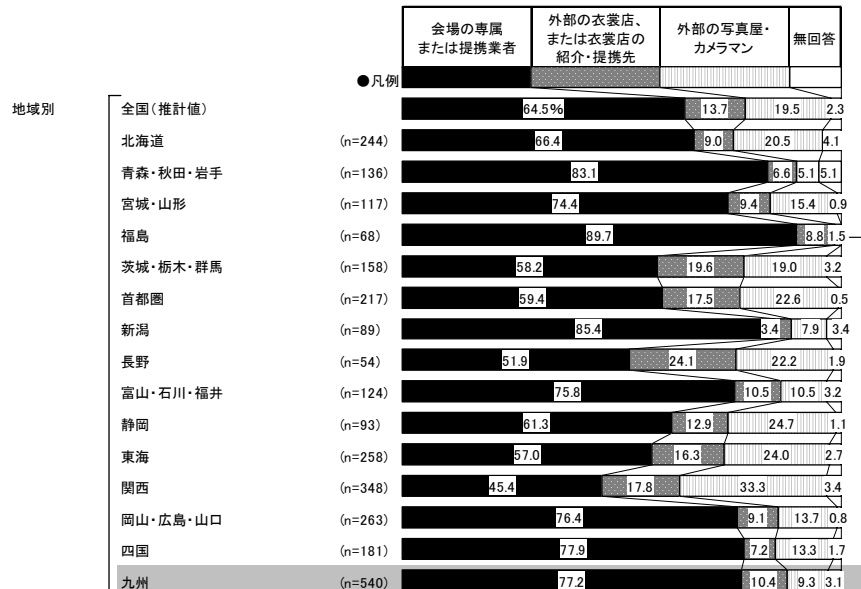 会場の専属
または提携業者
外部の衣裳店、
または衣裳店の
紹介・提携先
外部の写真屋・
カメラマン
無回答
●凡例
地域別
全国(推計値) 64.5% 13.7 19.5 2.3
北海道 (n=244) 66.4 9.0 20.5 4.1
青森・秋田・岩手 (n=136) 83.1 6.6 5.1 5.1
宮城・山形 (n=117) 74.4 9.4 15.4 0.9
福島 (n=68) 89.7 8.8 1.5
茨城・栃木・群馬 (n=158) 58.2 19.6 19.0 3.2
首都圏 (n=217) 59.4 17.5 22.6 0.5
新潟 (n=89) 85.4 3.4 7.9 3.4
長野 (n=54) 51.9 24.1 22.2 1.9
富山・石川・福井 (n=124) 75.8 10.5 10.5 3.2
静岡 (n=93) 61.3 12.9 24.7 1.1
東海 (n=258) 57.0 16.3 24.0 2.7
関西 (n=348) 45.4 17.8 33.3 3.4
岡山・広島・山口 (n=263) 76.4 9.1 13.7 0.8
四国 (n=181) 77.9 7.2 13.3 1.7
九州 (n=540) 77.2 10.4 9.3 3.1